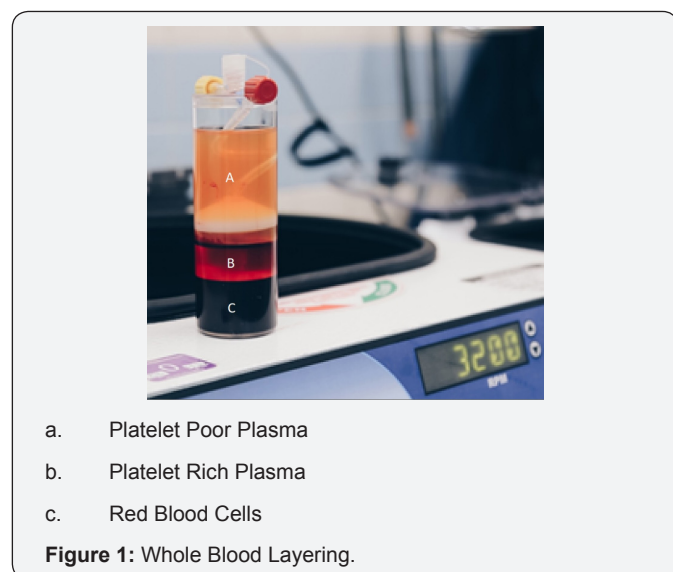 A
B
C
3200
RPM
a. Platelet Poor Plasma
b. Platelet Rich Plasma
c. Red Blood Cells
Figure 1: Whole Blood Layering.